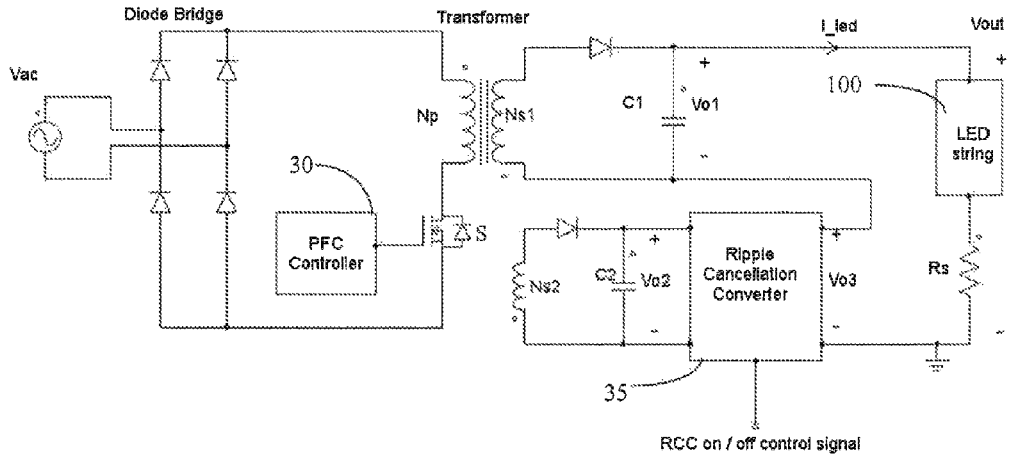 Diode Bridge
Transformer
I_led
Vout
+
Vac
Np
Ns1
C1
+
Vo1
-
100
LED
string
30
PFC
Controller
S
Ns2
C2
+
Vo2
-
Ripple
Cancellation
Converter
+
Vo3
-
Rs
-
35
RCC on / off control signal